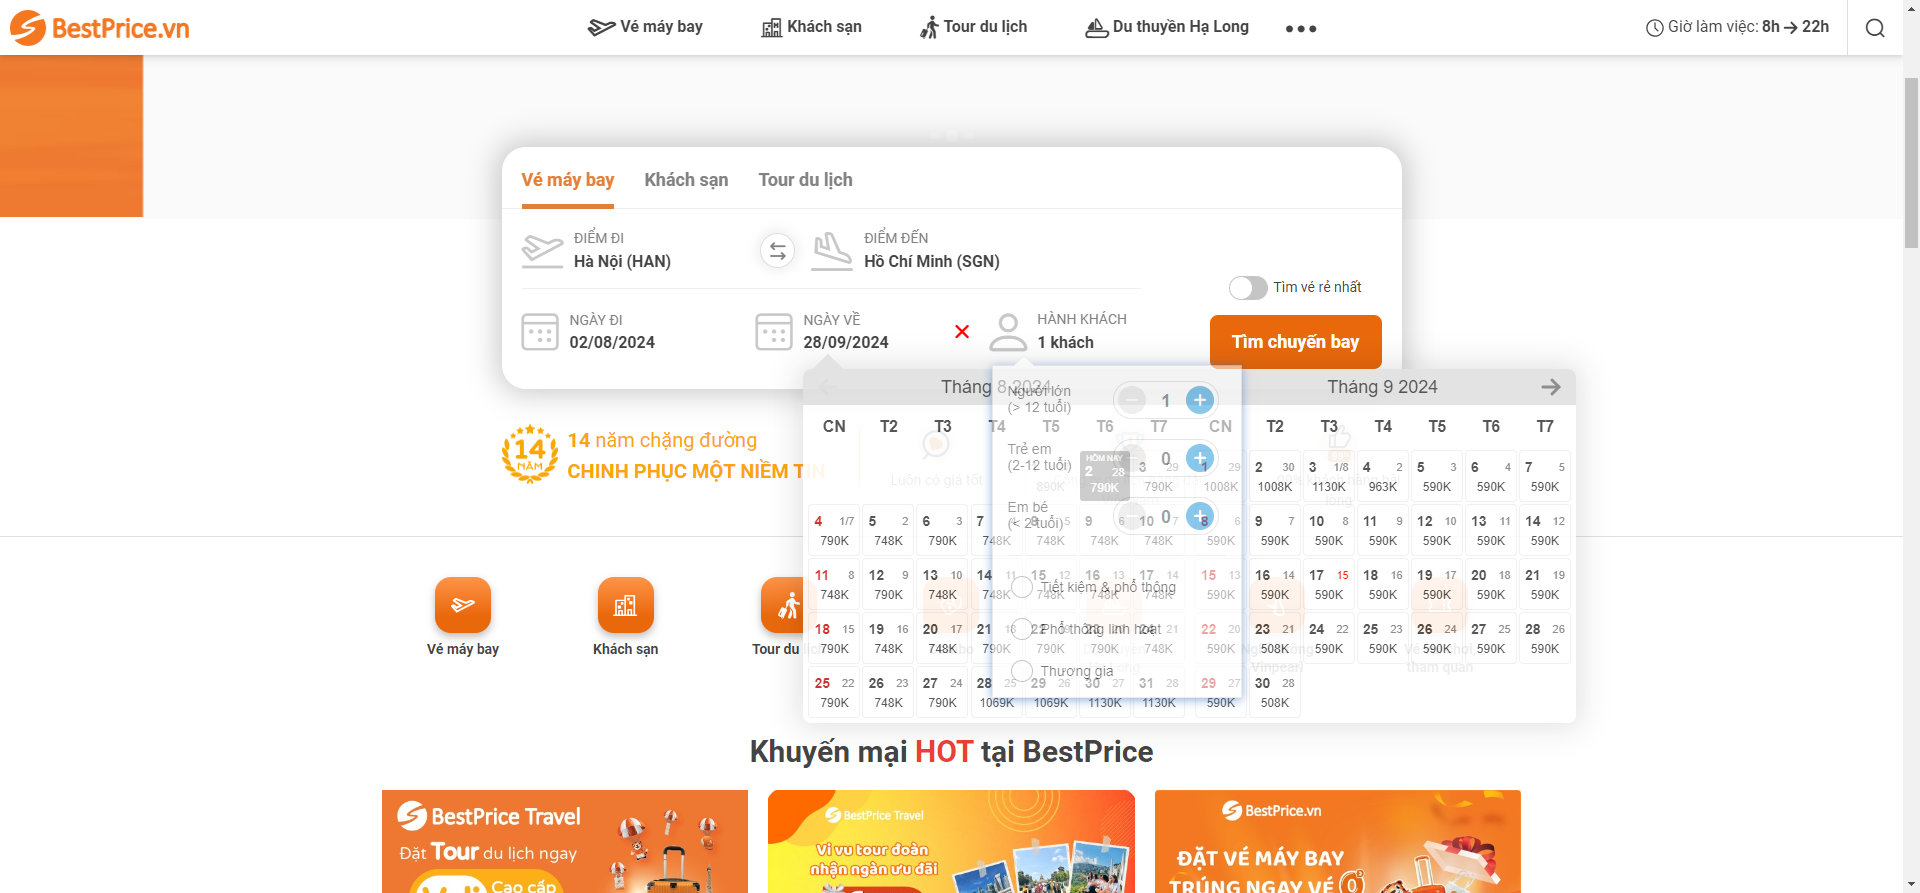 BestPrice.vn
Vé máy bay
Khách sạn
Tour du lịch
Du thuyền Hạ Long
Giờ làm việc: 8h → 22h
Vé máy bay
Khách sạn
Tour du lịch
ĐIỂM ĐI
Hà Nội (HAN)
ĐIỂM ĐẾN
Hồ Chí Minh (SGN)
Tìm vé rẻ nhất
NGÀY ĐI
02/08/2024
NGÀY VỀ
28/09/2024
HÀNH KHÁCH
1 khách
Tìm chuyến bay
Tháng 8 2024
Tháng 9 2024
Người lớn
(> 12 tuổi)
1
Trẻ em
(2-12 tuổi)
0
Em bé
(< 2 tuổi)
0
Tiết kiệm & phổ thông
Phổ thông linh hoạt
Thương gia
CN T2 T3 T4 T5 T6 T7
HÔM NAY
2 28 3 29
890K 790K 790K
4 1/7 5 2 6 3 7 4 8 5 9 6 10 7
790K 748K 790K 748K 748K 748K 748K
11 8 12 9 13 10 14 11 15 12 16 13 17 14
748K 790K 748K 748K 748K 748K
18 15 19 16 20 17 21 18 22 19 23 20 24 21
790K 748K 748K 790K 790K 790K 748K
25 22 26 23 27 24 28 25 29 26 30 27 31 28
790K 748K 790K 1069K 1069K 1130K 1130K
CN T2 T3 T4 T5 T6 T7
1 29 2 30 3 1/8 4 2 5 3 6 4 7 5
1008K 1008K 1130K 963K 590K 590K 590K
8 6 9 7 10 8 11 9 12 10 13 11 14 12
590K 590K 590K 590K 590K 590K 590K
15 13 16 14 17 15 18 16 19 17 20 18 21 19
590K 590K 590K 590K 590K 590K 590K
22 20 23 21 24 22 25 23 26 24 27 25 28 26
590K 508K 590K 590K 590K 590K 590K
29 27 30 28
590K 508K
14
NĂM
14 năm chặng đường
CHINH PHỤC MỘT NIỀM TIN
Luôn có giá tốt
Vé máy bay
Khách sạn
Tour du lịch
tham quan
Khuyến mại HOT tại BestPrice
BestPrice Travel
Đặt Tour du lịch ngay
Cao cấp
BestPrice Travel
Vi vu tour đoàn
nhận ngàn ưu đãi
BestPrice.vn
ĐẶT VÉ MÁY BAY
TRÚNG NGAY VÉ 0